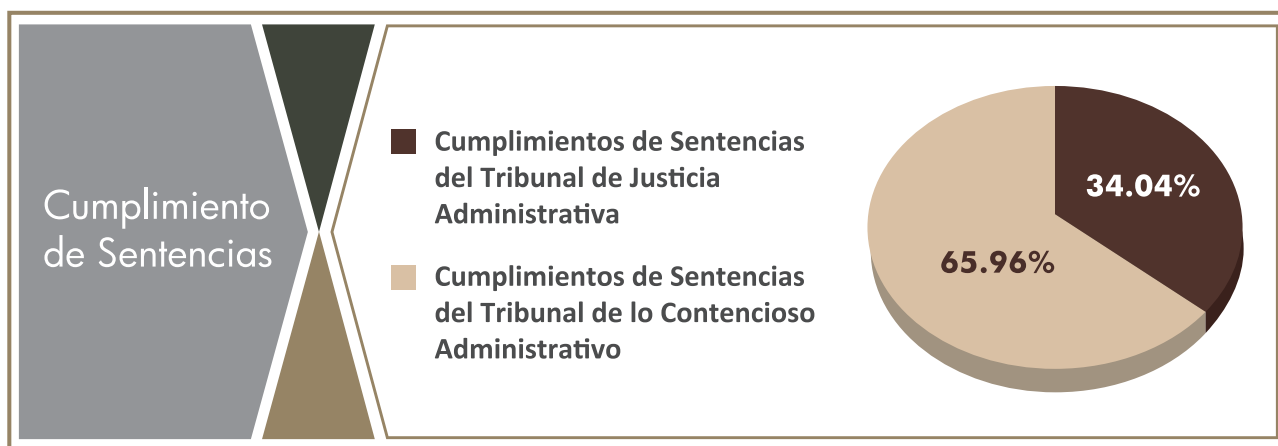 Cumplimiento
de Sentencias
Cumplimientos de Sentencias
del Tribunal de Justicia
Administrativa
Cumplimientos de Sentencias
del Tribunal de lo Contencioso
Administrativo
34.04%
65.96%